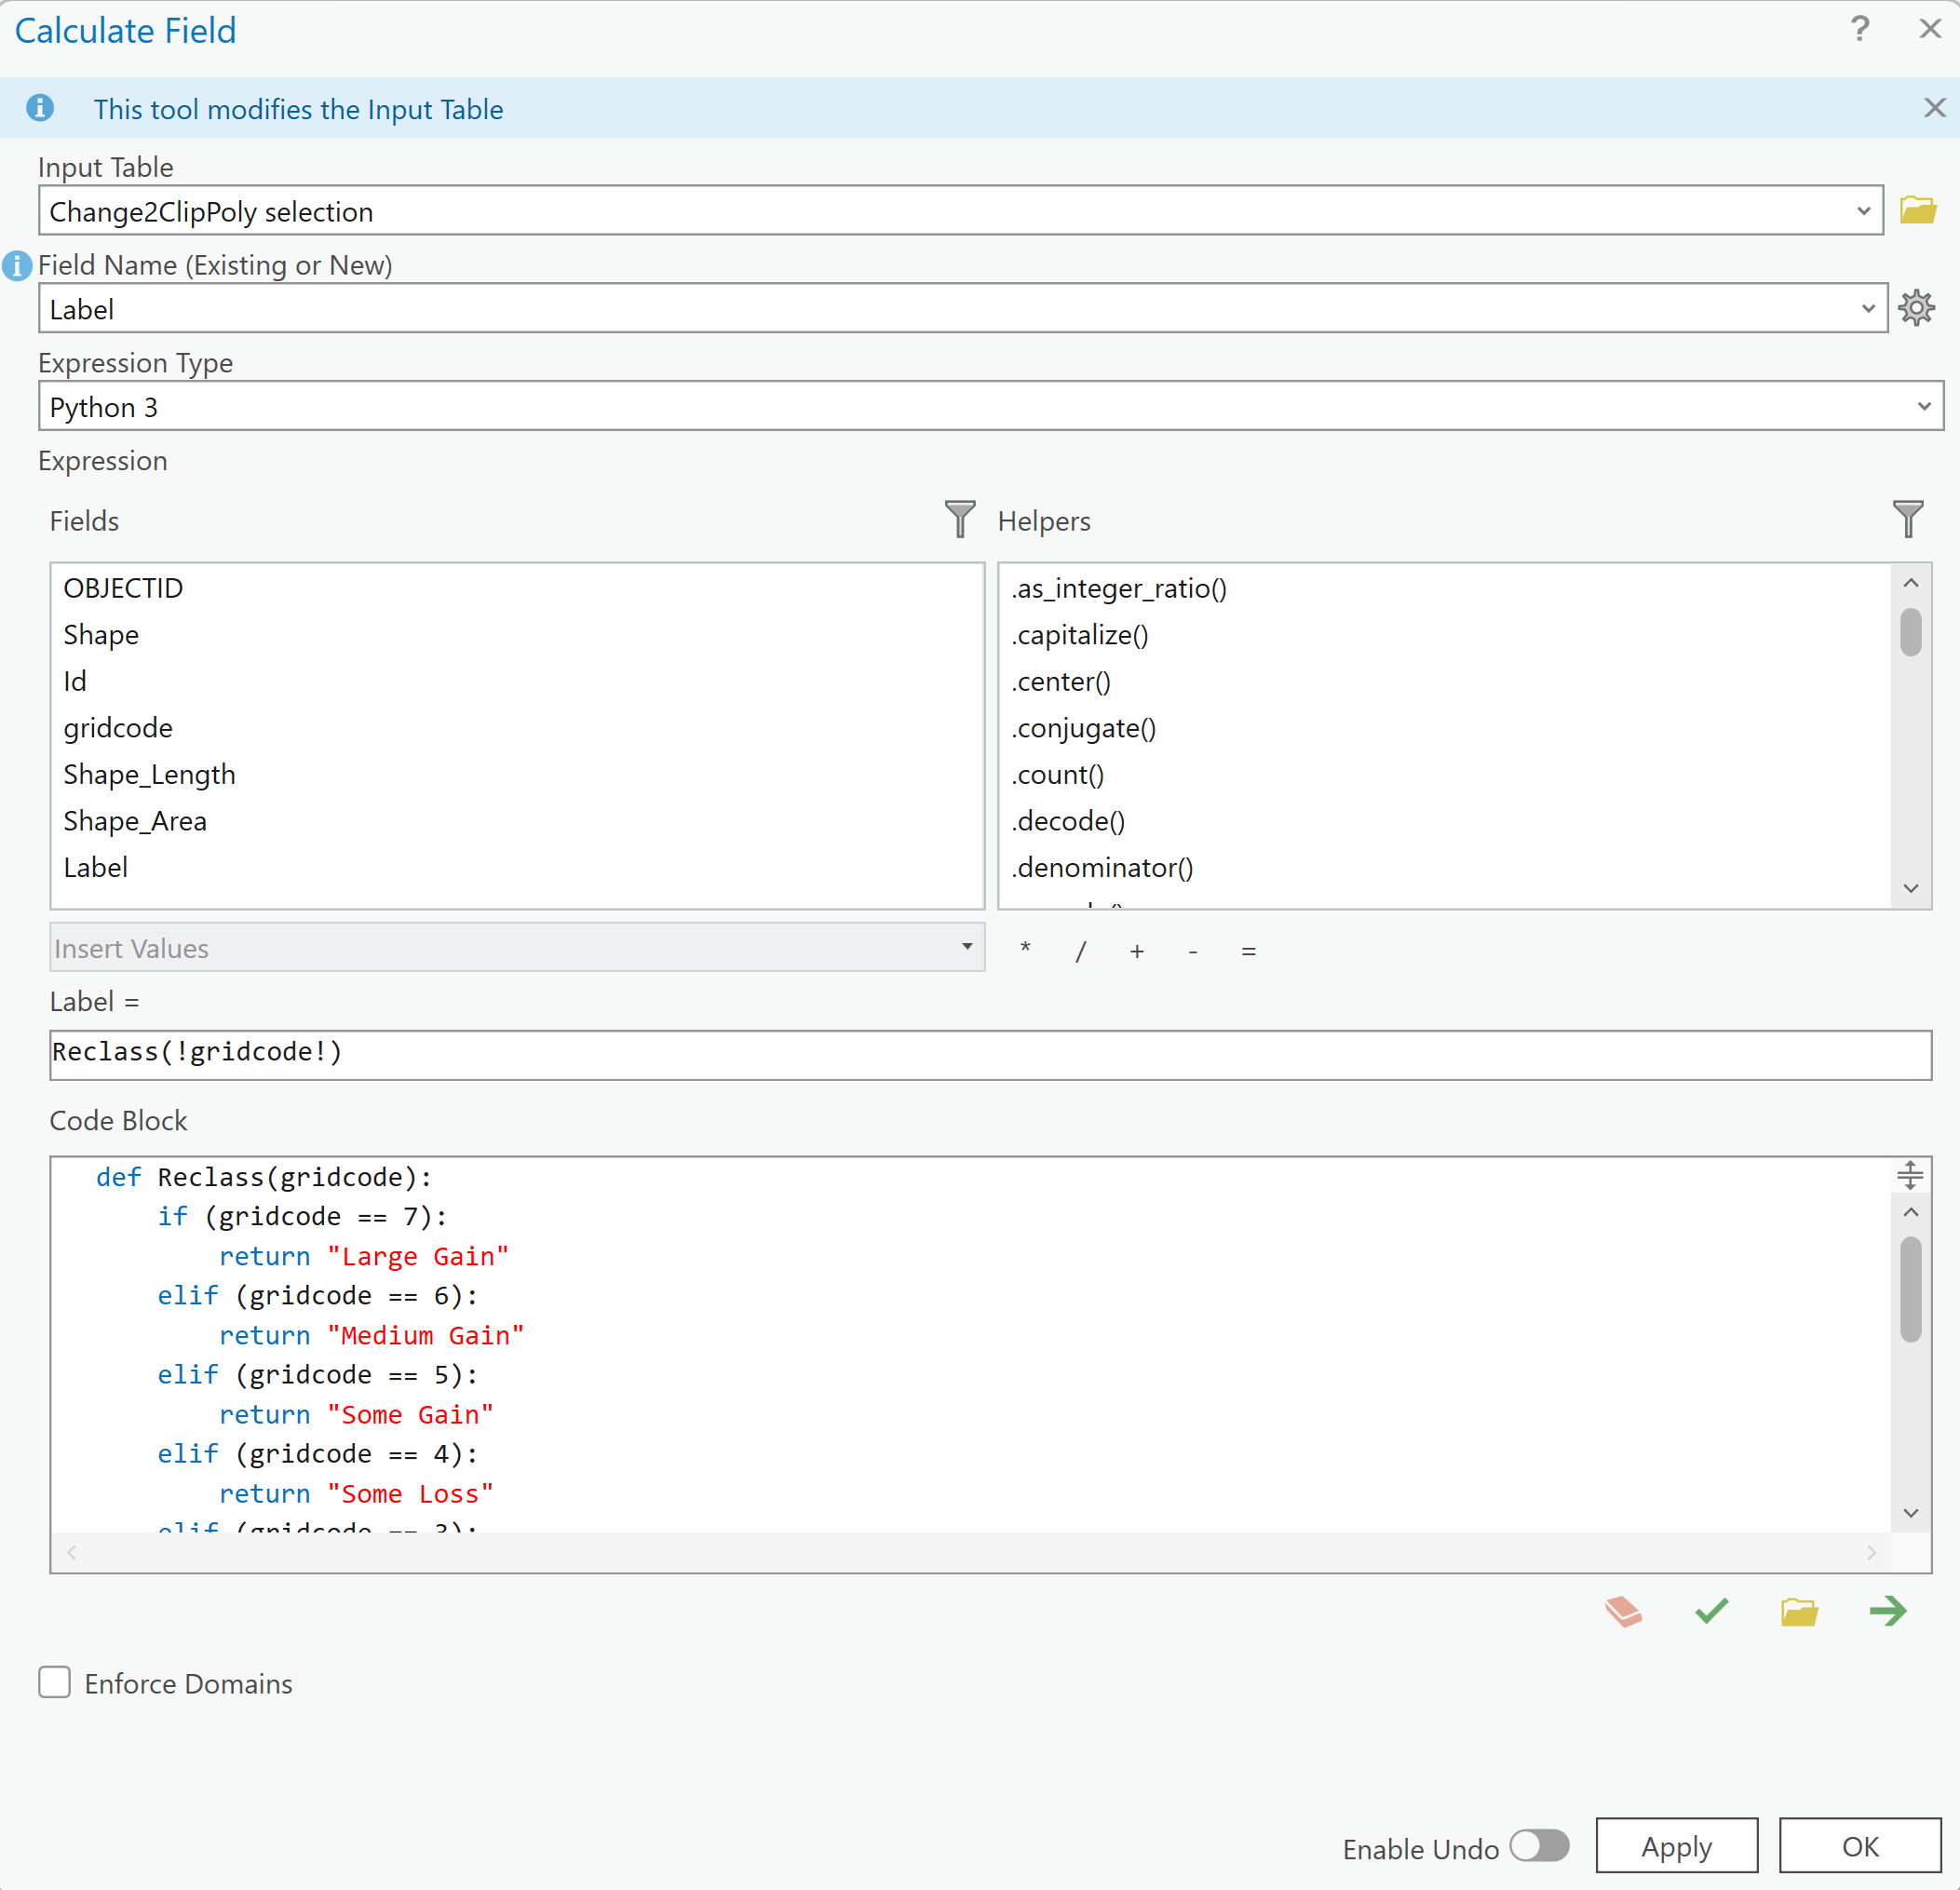 Calculate Field
?
This tool modifies the Input Table
Input Table
Change2ClipPoly selection
Field Name (Existing or New)
Label
Expression Type
Python 3
Expression
Fields
Helpers
OBJECTID
Shape
Id
gridcode
Shape_Length
Shape_Area
Label
.as_integer_ratio()
.capitalize()
.center()
.conjugate()
.count()
.decode()
.denominator()
Insert Values
* / + - =
Label =
Reclass(!gridcode!)
Code Block
def Reclass(gridcode):
    if (gridcode == 7):
        return "Large Gain"
    elif (gridcode == 6):
        return "Medium Gain"
    elif (gridcode == 5):
        return "Some Gain"
    elif (gridcode == 4):
        return "Some Loss"
    elif (gridcode == 3):
Enforce Domains
Enable Undo
Apply
OK